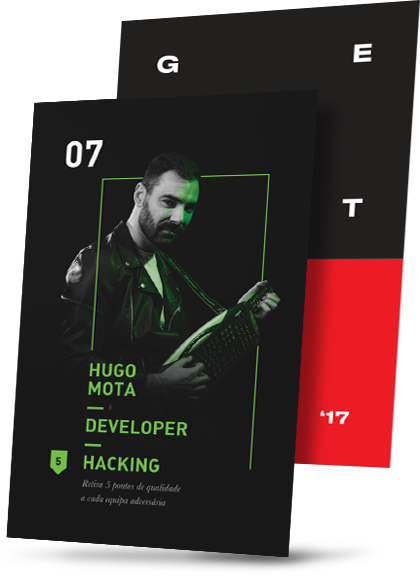 G E
T
'17
07
HUGO
MOTA
DEVELOPER
5
HACKING
Retira 5 pontos de qualidade
a cada equipa adversária